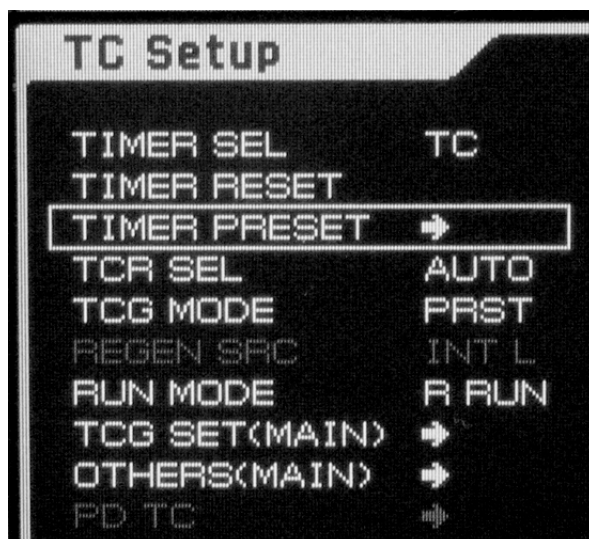 TC Setup
TIMER SEL TC
TIMER RESET
TIMER PRESET ➡
TCR SEL AUTO
TCG MODE PRST
REGEN SRC INT L
RUN MODE R RUN
TCG SET(MAIN) ➡
OTHERS(MAIN) ➡
PD TC ➡